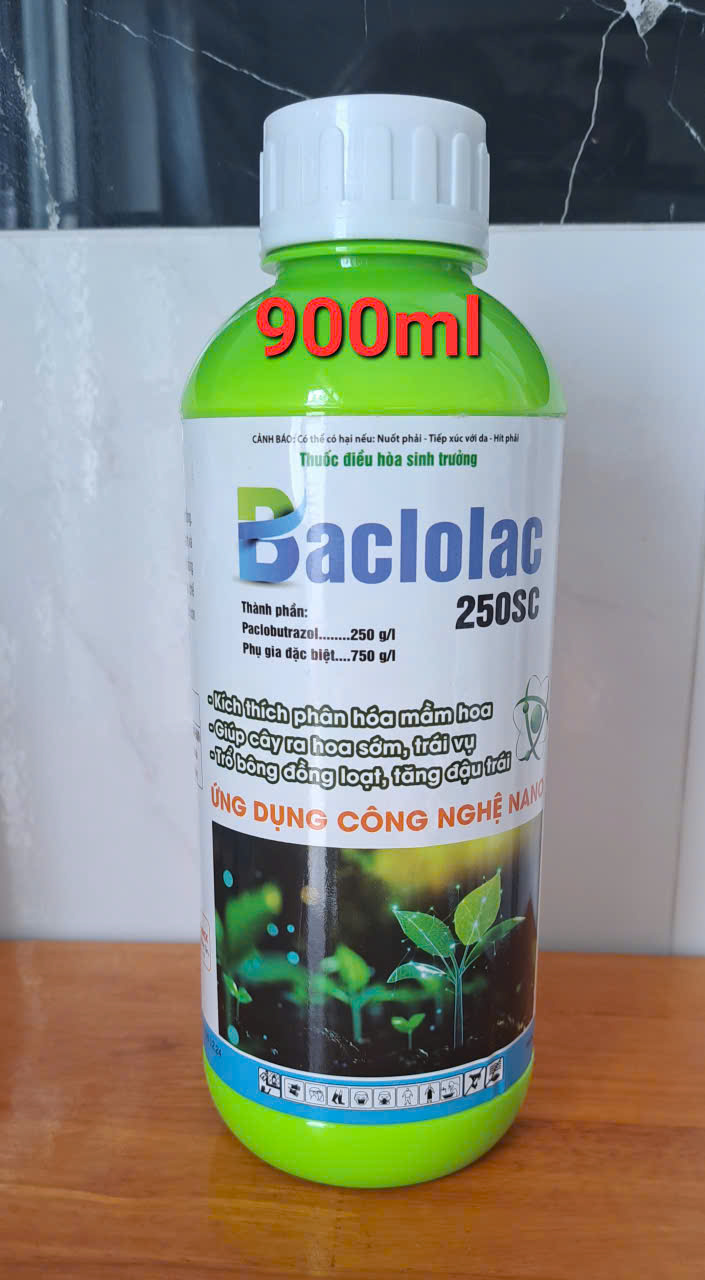 900ml
CẢNH BÁO: Có thể có hại nếu: Nuốt phải - Tiếp xúc với da - Hít phải
Thuốc điều hòa sinh trưởng
Baclolac
250SC
Thành phần:
Paclobutrazol........250 g/l
Phụ gia đặc biệt....750 g/l
-Kích thích phân hóa mầm hoa
-Giúp cây ra hoa sớm, trái vụ
-Trổ bông đồng loạt, tăng đậu trái
ỨNG DỤNG CÔNG NGHỆ NANO